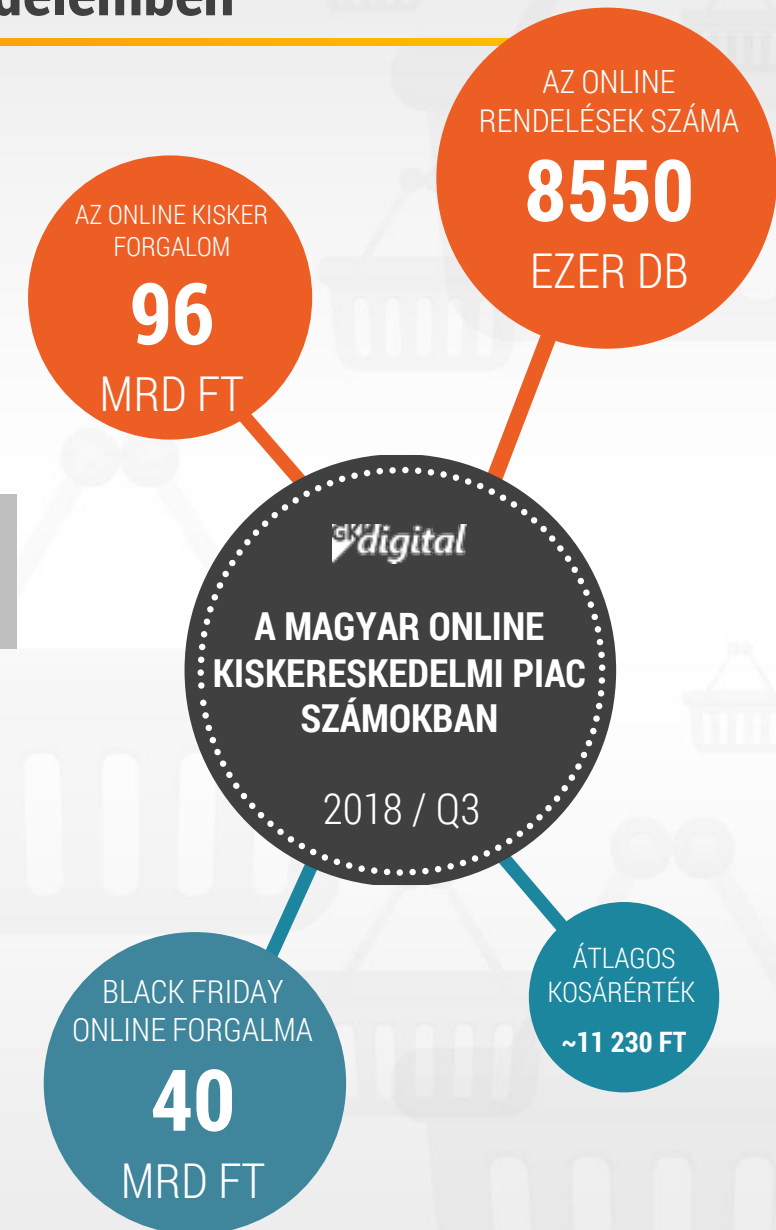 AZ ONLINE
RENDELÉSEK SZÁMA
8550
EZER DB
AZ ONLINE KISKER
FORGALOM
96
MRD FT
digital
A MAGYAR ONLINE
KISKERESKEDELMI PIAC
SZÁMOKBAN
2018 / Q3
BLACK FRIDAY
ONLINE FORGALMA
40
MRD FT
ÁTLAGOS
KOSÁRÉRTÉK
~11 230 FT